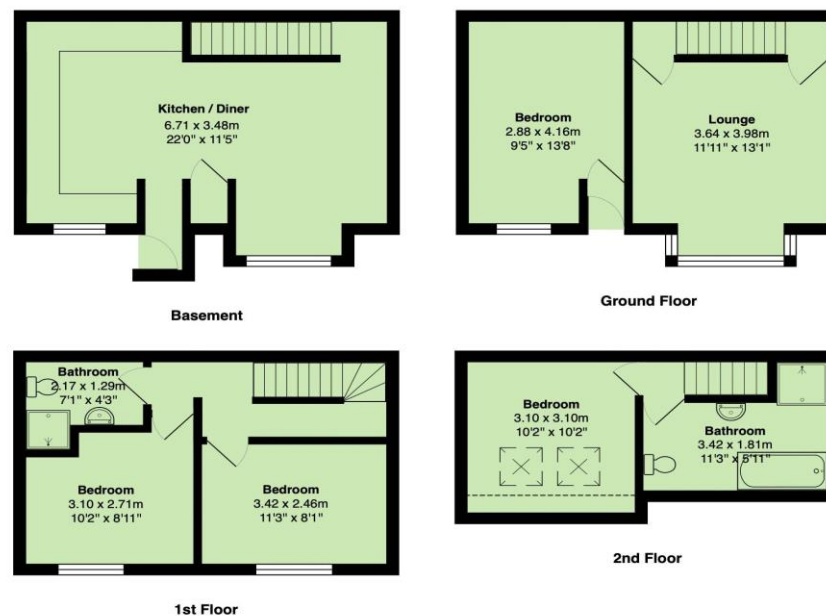 Kitchen / Diner
6.71 x 3.48m
22'0" x 11'5"
Basement
Bedroom
2.88 x 4.16m
9'5" x 13'8"
Lounge
3.64 x 3.98m
11'11" x 13'1"
Ground Floor
Bathroom
2.17 x 1.29m
7'1" x 4'3"
Bedroom
3.10 x 2.71m
10'2" x 8'11"
Bedroom
3.42 x 2.46m
11'3" x 8'1"
1st Floor
Bedroom
3.10 x 3.10m
10'2" x 10'2"
Bathroom
3.42 x 1.81m
11'3" x 5'11"
2nd Floor